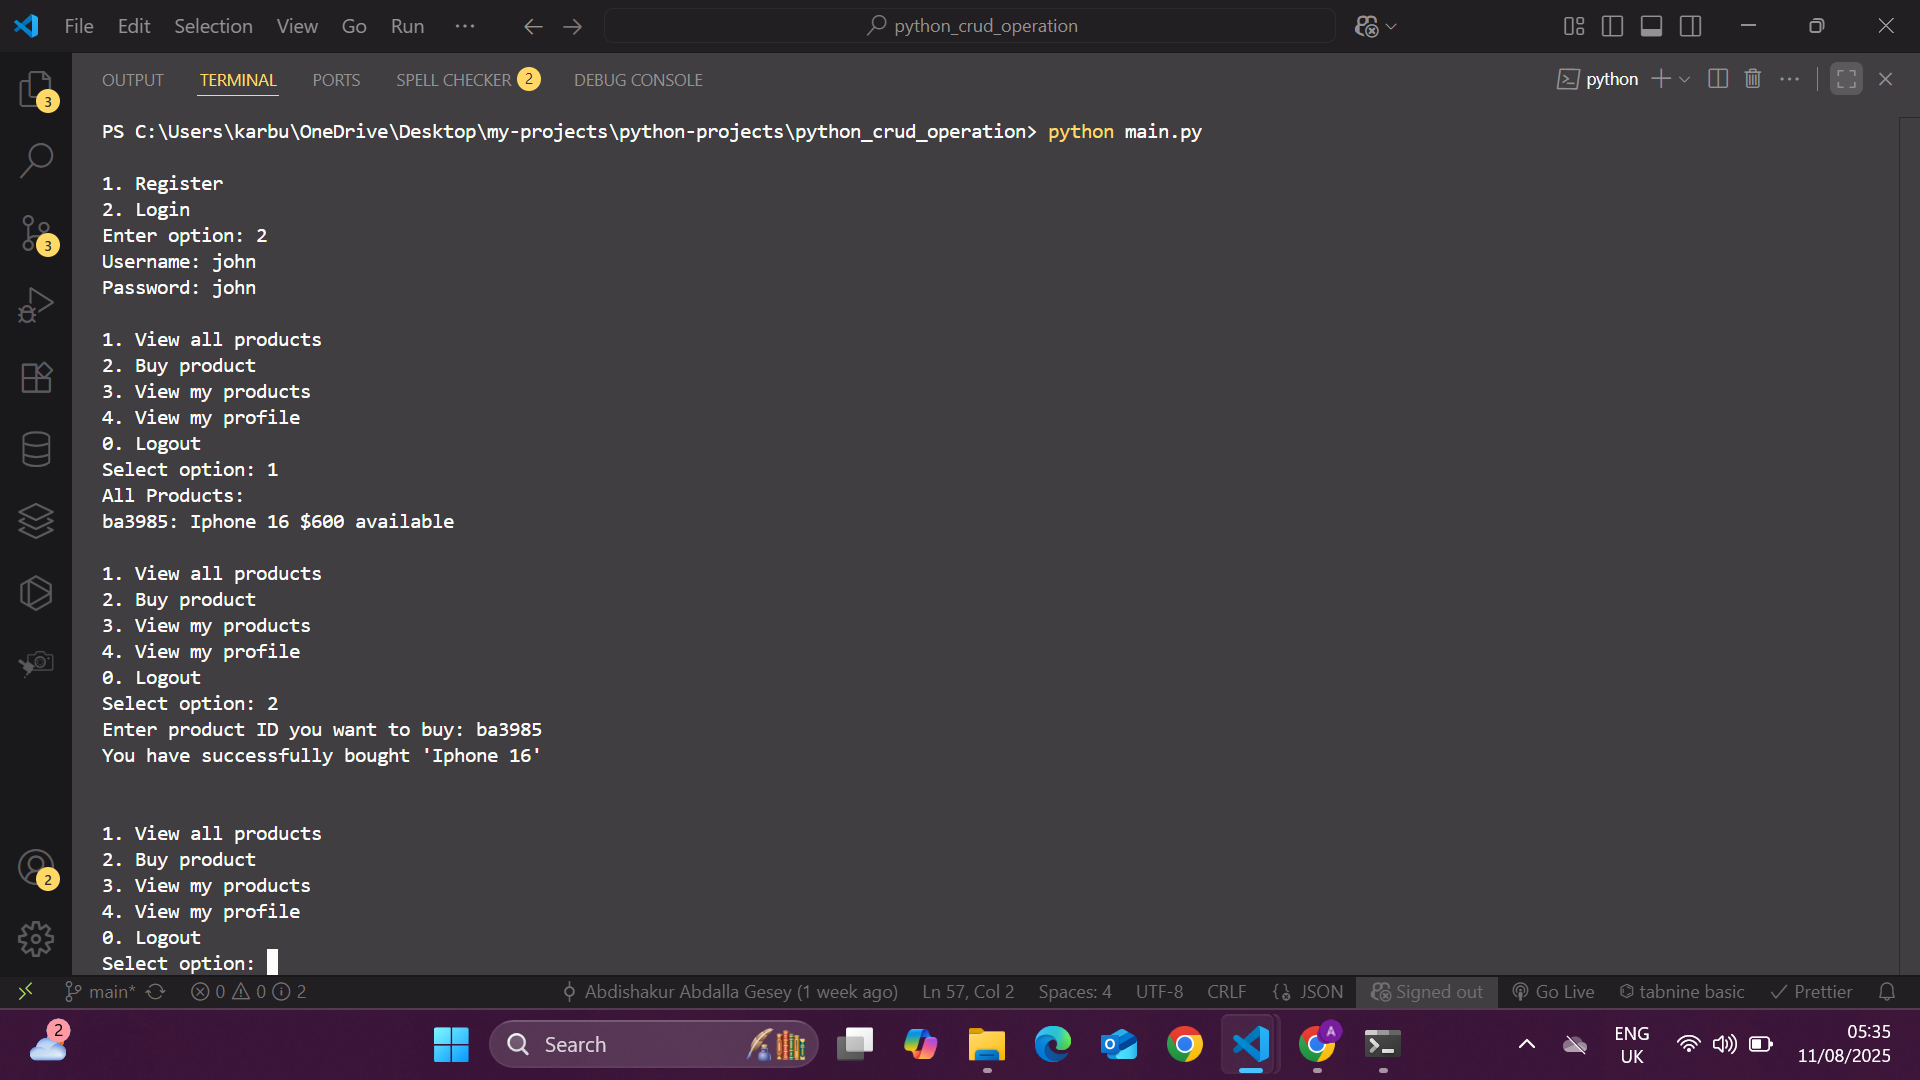 File Edit Selection View Go Run ··· python_crud_operation
OUTPUT TERMINAL PORTS SPELL CHECKER 2 DEBUG CONSOLE python
3
3
2
PS C:\Users\karbu\OneDrive\Desktop\my-projects\python-projects\python_crud_operation> python main.py
1. Register
2. Login
Enter option: 2
Username: john
Password: john
1. View all products
2. Buy product
3. View my products
4. View my profile
0. Logout
Select option: 1
All Products:
ba3985: Iphone 16 $600 available
1. View all products
2. Buy product
3. View my products
4. View my profile
0. Logout
Select option: 2
Enter product ID you want to buy: ba3985
You have successfully bought 'Iphone 16'
1. View all products
2. Buy product
3. View my products
4. View my profile
0. Logout
Select option:
main* 0 0 2 Abdishakur Abdalla Gesey (1 week ago) Ln 57, Col 2 Spaces: 4 UTF-8 CRLF JSON Signed out Go Live tabnine basic Prettier
2 Search A ENG 05:35
UK 11/08/2025